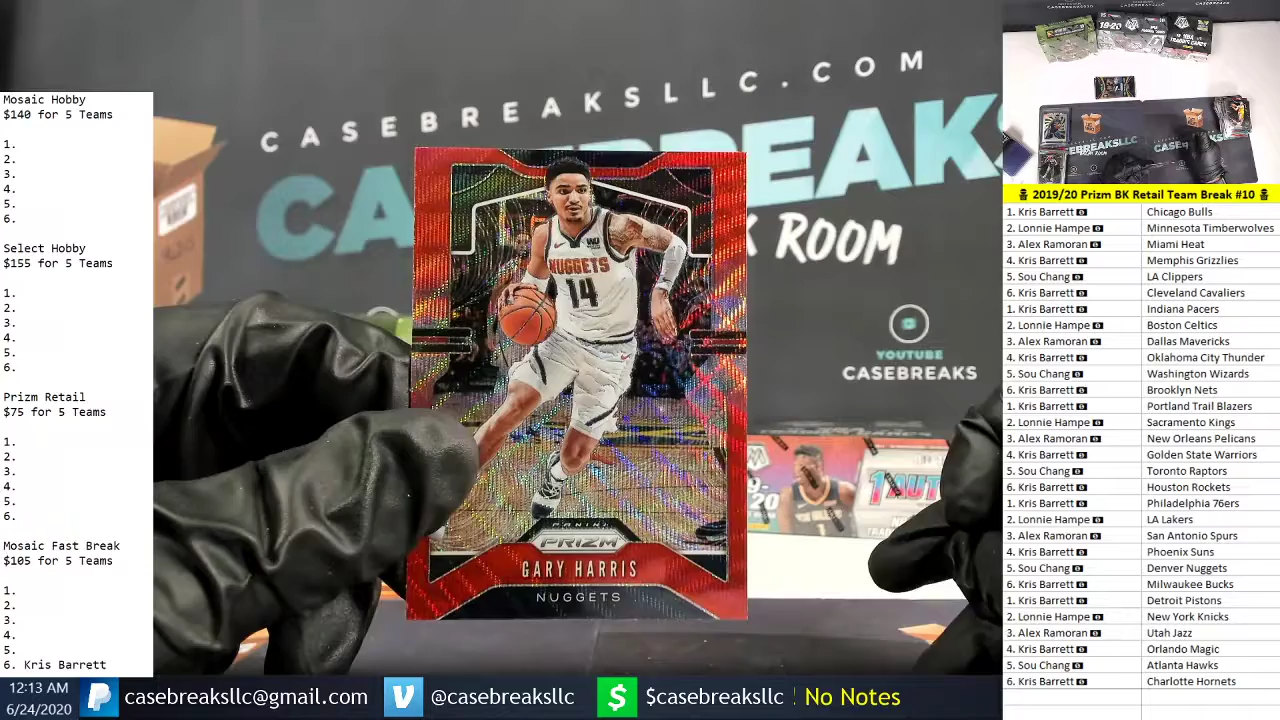 Mosaic Hobby
$140 for 5 Teams
1.
2.
3.
4.
5.
6.
Select Hobby
$155 for 5 Teams
1.
2.
3.
4.
5.
6.
Prizm Retail
$75 for 5 Teams
1.
2.
3.
4.
5.
6.
Mosaic Fast Break
$105 for 5 Teams
1.
2.
3.
4.
5.
6. Kris Barrett
CASEBREAKSLLC.COM
ROOM
YOUTUBE
CASEBREAKS
NUGGETS
14
PANINI
PRIZM
GARY HARRIS
NUGGETS
1 AUT
2019/20 Prizm BK Retail Team Break #10
1. Kris Barrett Chicago Bulls
2. Lonnie Hampe Minnesota Timberwolves
3. Alex Ramoran Miami Heat
4. Kris Barrett Memphis Grizzlies
5. Sou Chang LA Clippers
6. Kris Barrett Cleveland Cavaliers
1. Kris Barrett Indiana Pacers
2. Lonnie Hampe Boston Celtics
3. Alex Ramoran Dallas Mavericks
4. Kris Barrett Oklahoma City Thunder
5. Sou Chang Washington Wizards
6. Kris Barrett Brooklyn Nets
1. Kris Barrett Portland Trail Blazers
2. Lonnie Hampe Sacramento Kings
3. Alex Ramoran New Orleans Pelicans
4. Kris Barrett Golden State Warriors
5. Sou Chang Toronto Raptors
6. Kris Barrett Houston Rockets
1. Kris Barrett Philadelphia 76ers
2. Lonnie Hampe LA Lakers
3. Alex Ramoran San Antonio Spurs
4. Kris Barrett Phoenix Suns
5. Sou Chang Denver Nuggets
6. Kris Barrett Milwaukee Bucks
1. Kris Barrett Detroit Pistons
2. Lonnie Hampe New York Knicks
3. Alex Ramoran Utah Jazz
4. Kris Barrett Orlando Magic
5. Sou Chang Atlanta Hawks
6. Kris Barrett Charlotte Hornets
12:13 AM
6/24/2020
casebreaksllc@gmail.com
@casebreaksllc
$casebreaksllc
No Notes